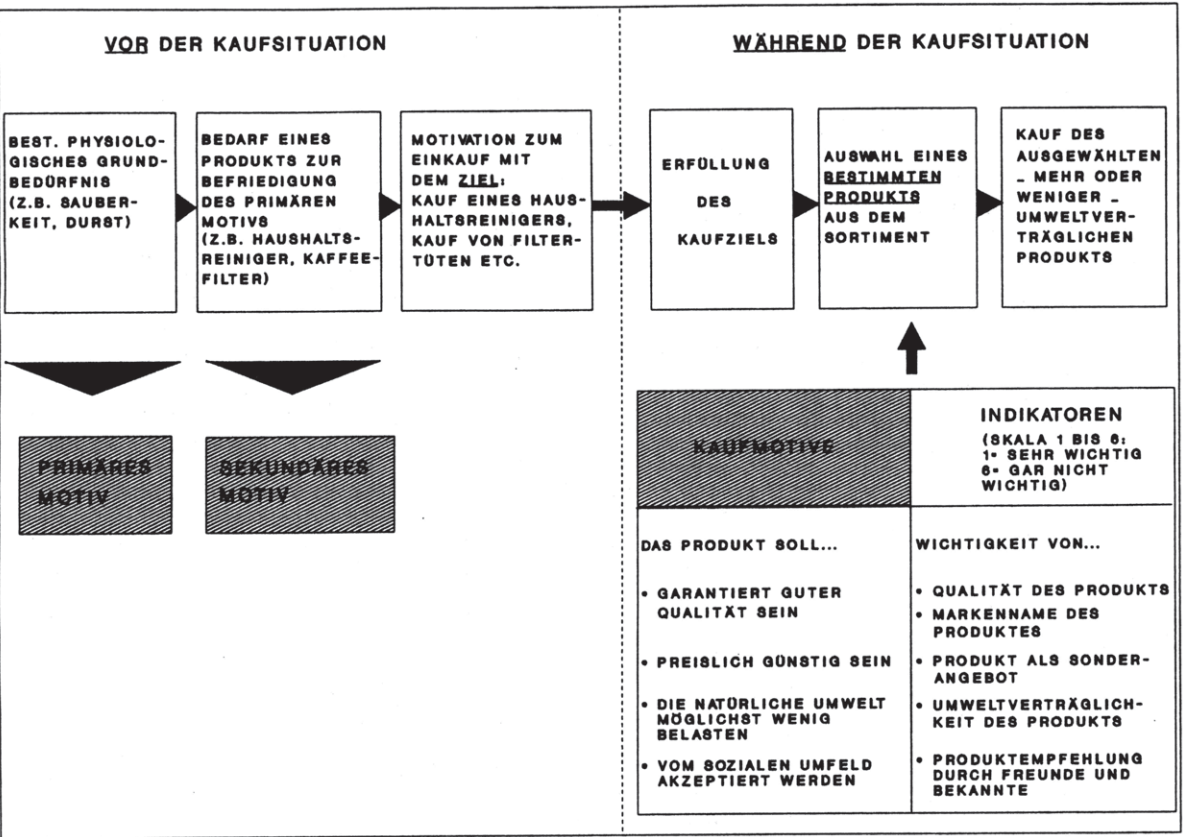 VOR DER KAUFSITUATION
BEST. PHYSIOLO-
GISCHES GRUND-
BEDÜRFNIS
(Z.B. SAUBER-
KEIT, DURST)
BEDARF EINES
PRODUKTS ZUR
BEFRIEDIGUNG
DES PRIMÄREN
MOTIVS
(Z.B. HAUSHALTS-
REINIGER, KAFFEE-
FILTER)
MOTIVATION ZUM
EINKAUF MIT
DEM ZIEL:
KAUF EINES HAUS-
HALTSREINIGERS,
KAUF VON FILTER-
TÜTEN ETC.
PRIMÄRES
MOTIV
SEKUNDÄRES
MOTIV
WÄHREND DER KAUFSITUATION
ERFÜLLUNG
DES
KAUFZIELS
AUSWAHL EINES
BESTIMMTEN
PRODUKTS
AUS DEM
SORTIMENT
KAUF DES
AUSGEWÄHLTEN
_ MEHR ODER
WENIGER _
UMWELTVER-
TRÄGLICHEN
PRODUKTS
KAUFMOTIVE
INDIKATOREN
(SKALA 1 BIS 6:
1= SEHR WICHTIG
6= GAR NICHT
WICHTIG)
DAS PRODUKT SOLL...
• GARANTIERT GUTER
QUALITÄT SEIN
• PREISLICH GÜNSTIG SEIN
• DIE NATÜRLICHE UMWELT
MÖGLICHST WENIG
BELASTEN
• VOM SOZIALEN UMFELD
AKZEPTIERT WERDEN
WICHTIGKEIT VON...
• QUALITÄT DES PRODUKTS
• MARKENNAME DES
PRODUKTES
• PRODUKT ALS SONDER-
ANGEBOT
• UMWELTVERTRÄGLICH-
KEIT DES PRODUKTS
• PRODUKTEMPFEHLUNG
DURCH FREUNDE UND
BEKANNTE